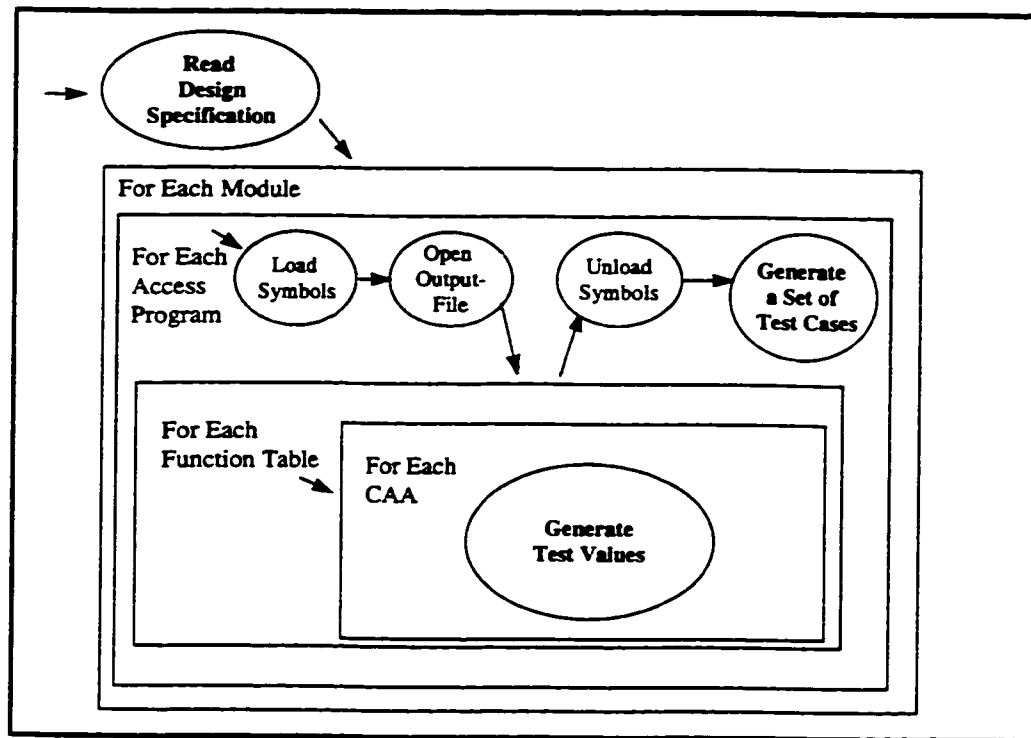 Read
Design
Specification
For Each Module
For Each
Access
Program
Load
Symbols
Open
Output-
File
Unload
Symbols
Generate
a Set of
Test Cases
For Each
Function Table
For Each
CAA
Generate
Test Values